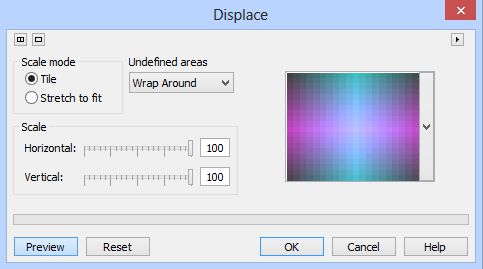 Displace
Scale mode
Tile
Stretch to fit
Undefined areas
Wrap Around
Scale
Horizontal: 100
Vertical: 100
Preview Reset OK Cancel Help